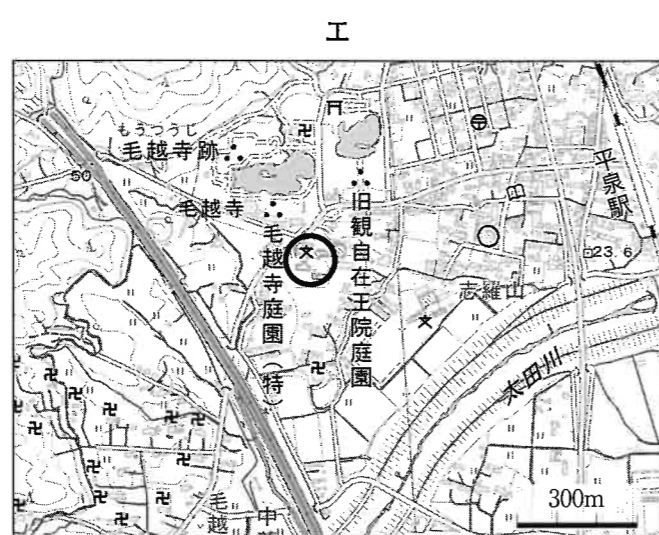 エ
もうつうじ
毛越寺跡
毛越寺
毛越寺庭園(特)
旧観自在王院庭園
平泉駅
50
23.6
志羅山
太田川
毛越
300m